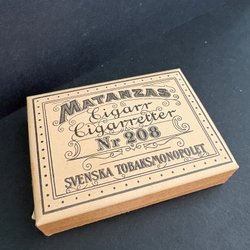 MATANZAS
Cigarr
Cigarretter
Nr 208
SVENSKA TOBAKSMONOPOLET